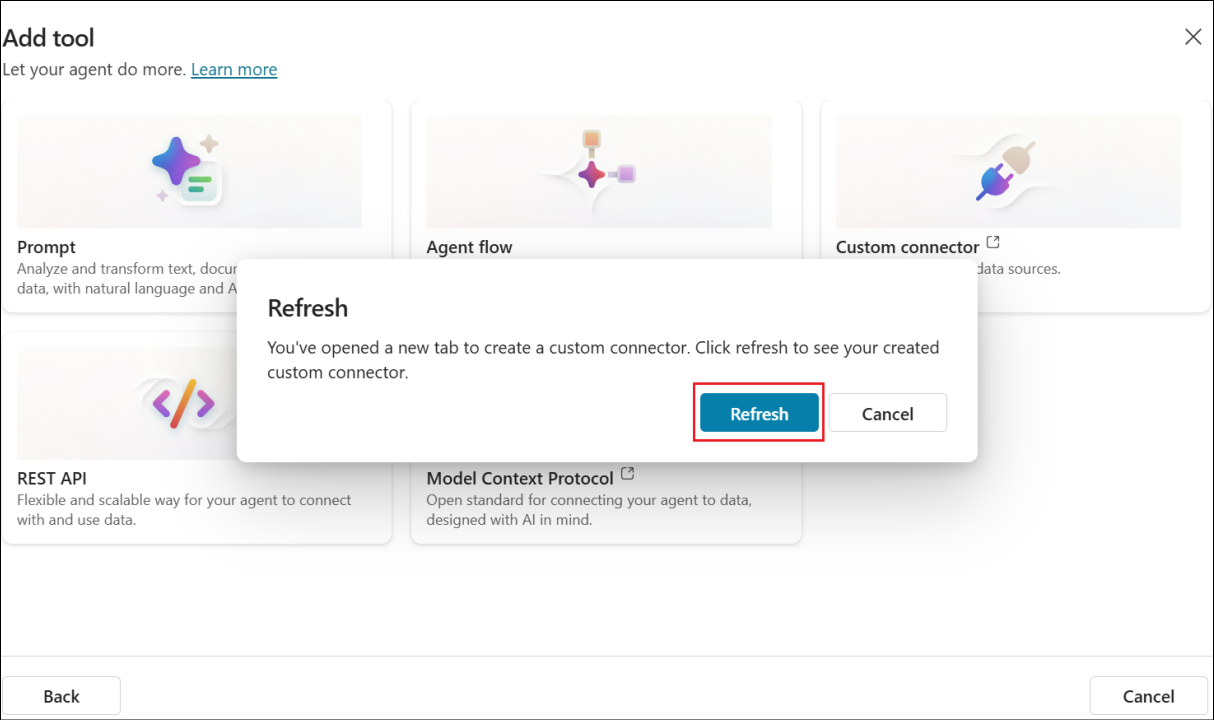 Add tool
Let your agent do more. Learn more
Prompt
Analyze and transform text,
data, with natural language and
Agent flow
Custom connector
data sources.
Refresh
You've opened a new tab to create a custom connector. Click refresh to see your created
custom connector.
Refresh
Cancel
REST API
Flexible and scalable way for your agent to connect
with and use data.
Model Context Protocol
Open standard for connecting your agent to data,
designed with AI in mind.
Back
Cancel